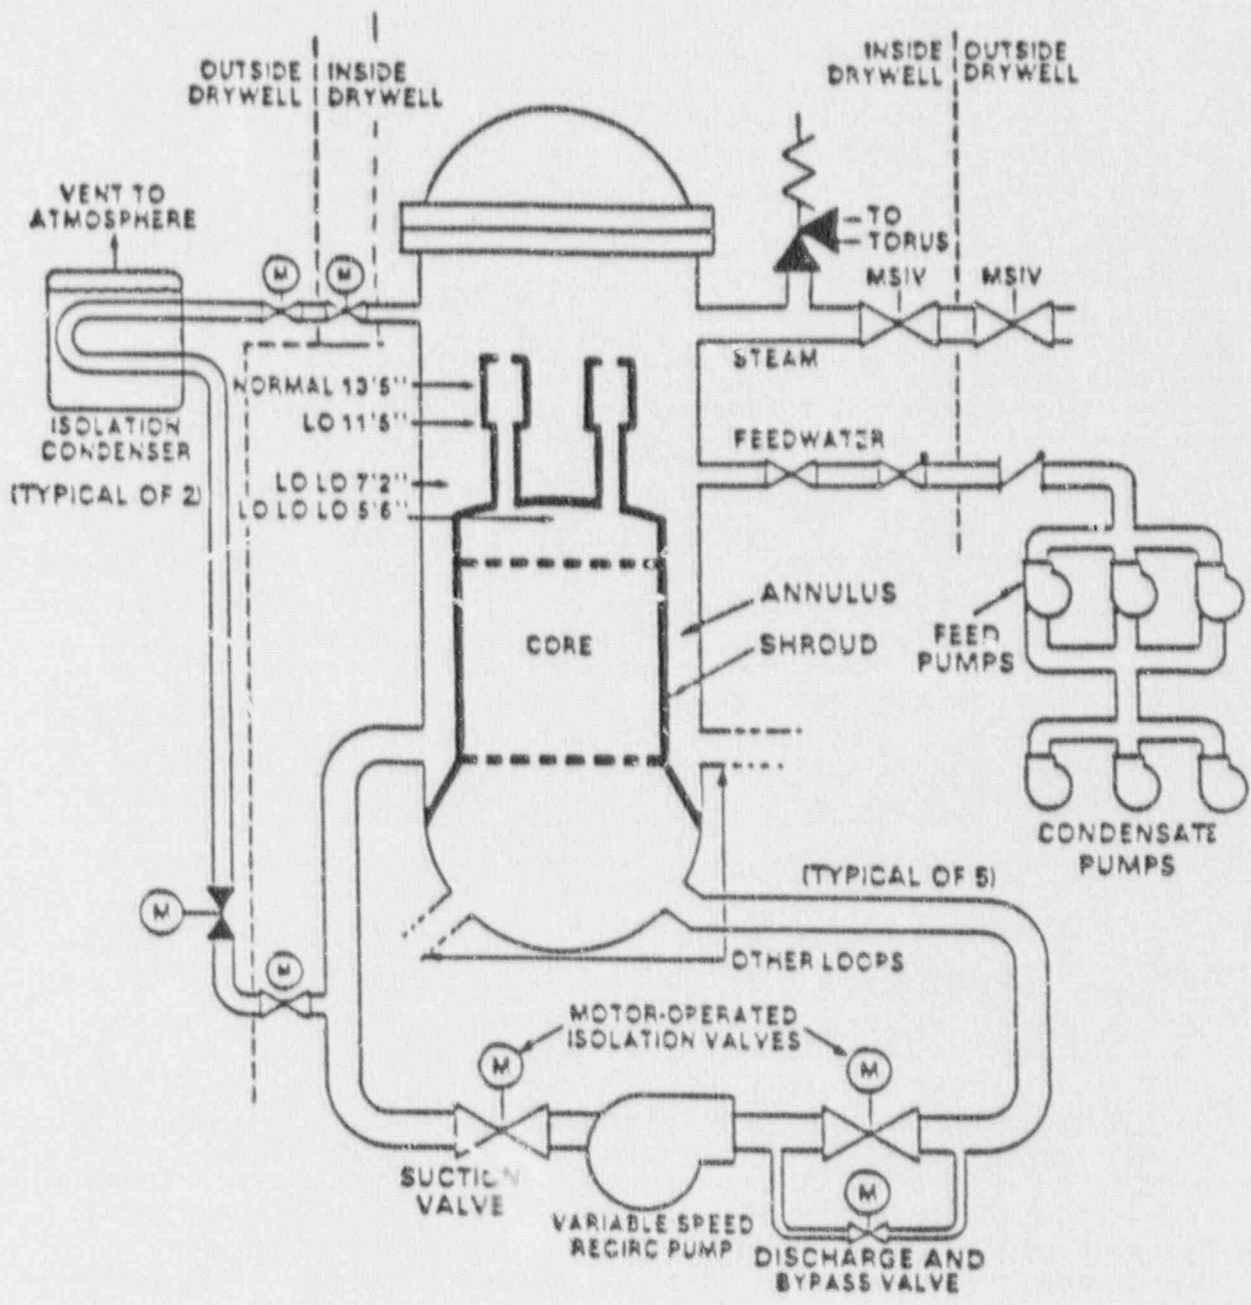 OUTSIDE
DRYWELL
INSIDE
DRYWELL
INSIDE
DRYWELL
OUTSIDE
DRYWELL
VENT TO
ATMOSPHERE
M
M
TO
TORUS
MSIV
MSIV
STEAM
NORMAL 13'5"
LO 11'5"
ISOLATION
CONDENSER
(TYPICAL OF 2)
FEEDWATER
LO LO 7'2"
LO LO LO 5'6"
ANNULUS
SHROUD
CORE
FEED
PUMPS
CONDENSATE
PUMPS
(TYPICAL OF 5)
M
M
OTHER LOOPS
MOTOR-OPERATED
ISOLATION VALVES
M
M
SUCTION
VALVE
M
VARIABLE SPEED
RECIRC PUMP
DISCHARGE AND
BYPASS VALVE